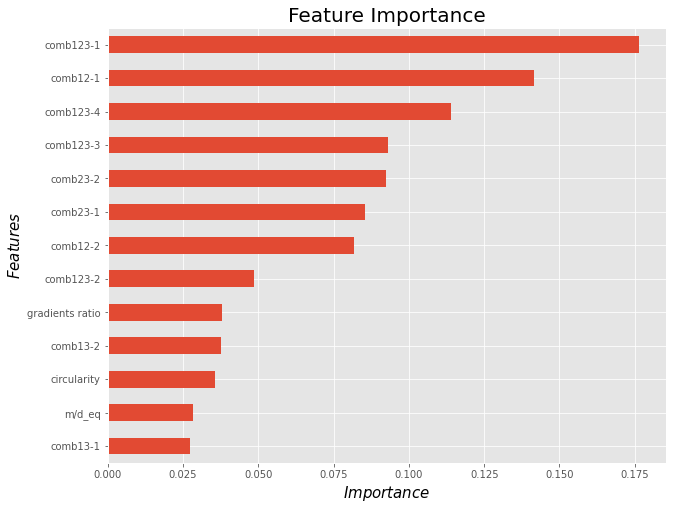 Feature Importance
comb123-1
comb12-1
comb123-4
comb123-3
comb23-2
comb23-1
comb12-2
comb123-2
gradients ratio
comb13-2
circularity
m/d_eq
comb13-1
Features
0.000 0.025 0.050 0.075 0.100 0.125 0.150 0.175
Importance